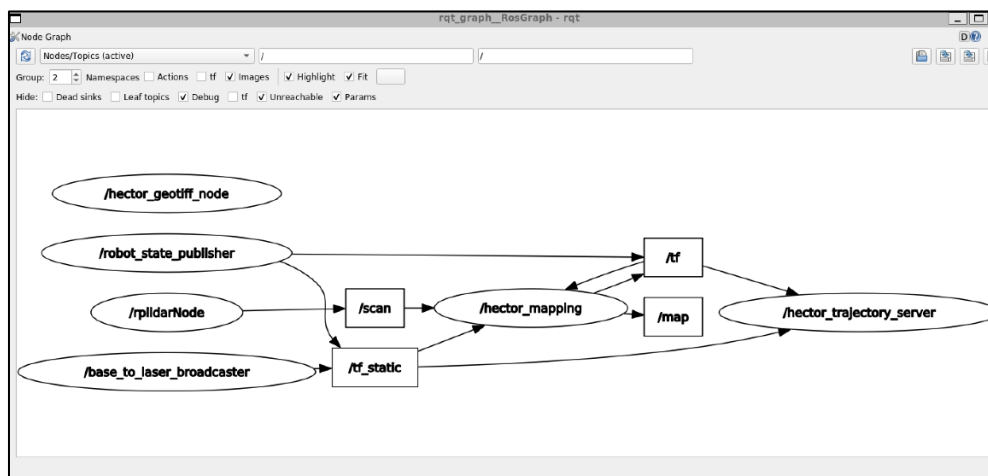 rqt_graph__RosGraph - rqt
Node Graph
D
Nodes/Topics (active) / /
Group: 2 Namespaces Actions tf Images Highlight Fit
Hide: Dead sinks Leaf topics Debug tf Unreachable Params
/hector_geotiff_node
/robot_state_publisher
/tf
/rplidarNode
/scan
/hector_mapping
/map
/hector_trajectory_server
/base_to_laser_broadcaster
/tf_static